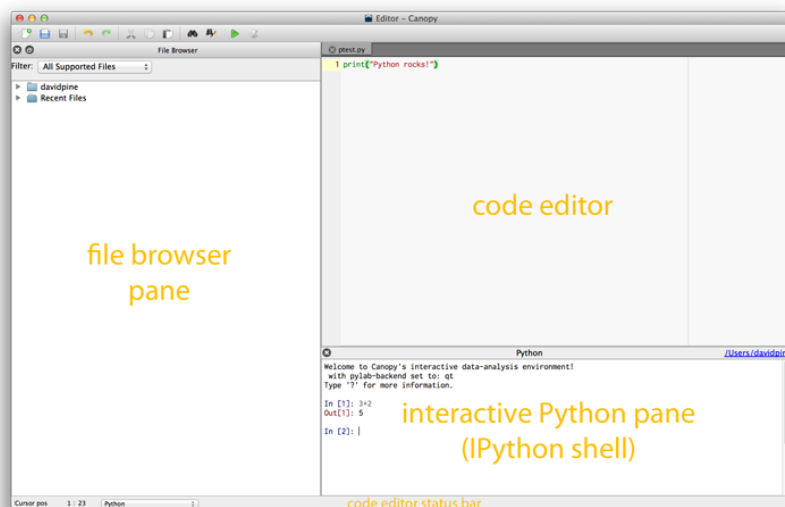 Editor – Canopy
File Browser
Filter: All Supported Files
davidpine
Recent Files
file browser
pane
ptest.py
1 print("Python rocks!")
code editor
Python
/Users/davidpin
Welcome to Canopy's interactive data-analysis environment!
with pylab-backend set to: qt
Type '?' for more information.
In [1]: 3+2
Out[1]: 5
In [2]:
interactive Python pane
(IPython shell)
Cursor pos 1 : 23 Python
code editor status bar